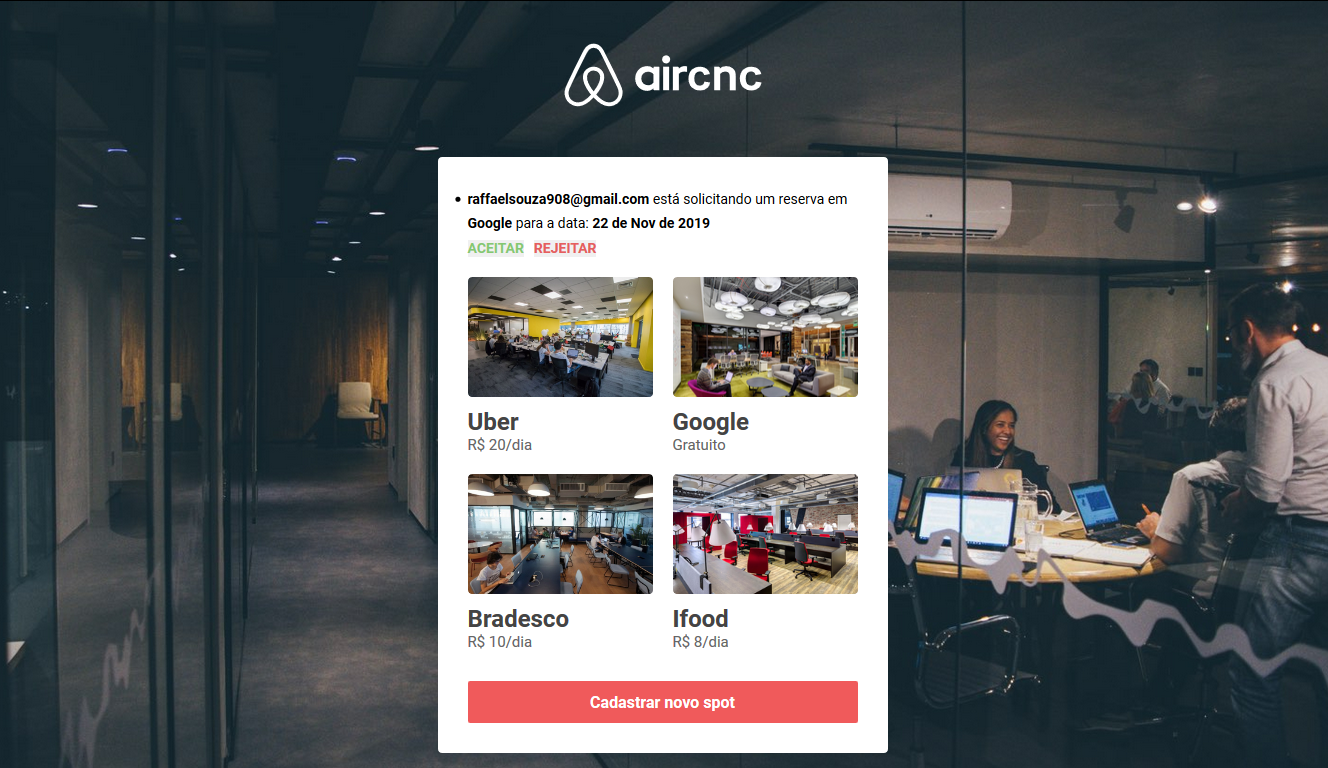 aircnc
raffaelsouza908@gmail.com está solicitando um reserva em
Google para a data: 22 de Nov de 2019
ACEITAR REJEITAR
Uber
R$ 20/dia
Google
Gratuito
Bradesco
R$ 10/dia
Ifood
R$ 8/dia
Cadastrar novo spot